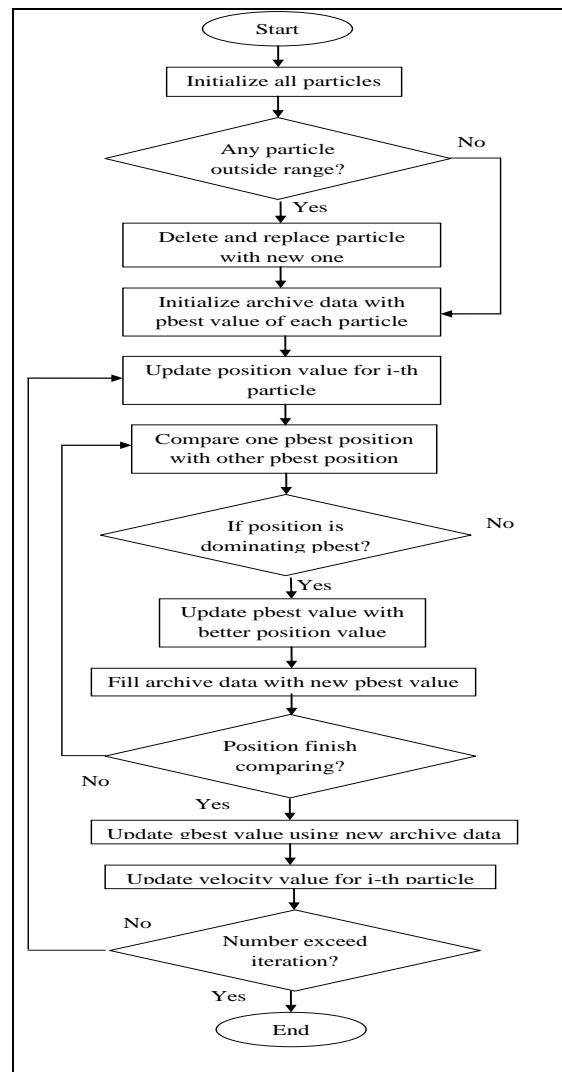 Start
Initialize all particles
Any particle
outside range?
No
Yes
Delete and replace particle
with new one
Initialize archive data with
pbest value of each particle
Update position value for i-th
particle
Compare one pbest position
with other pbest position
If position is
dominating pbest?
No
Yes
Update pbest value with
better position value
Fill archive data with new pbest value
Position finish
comparing?
No
Yes
Update gbest value using new archive data
Update velocity value for i-th particle
No
Number exceed
iteration?
Yes
End